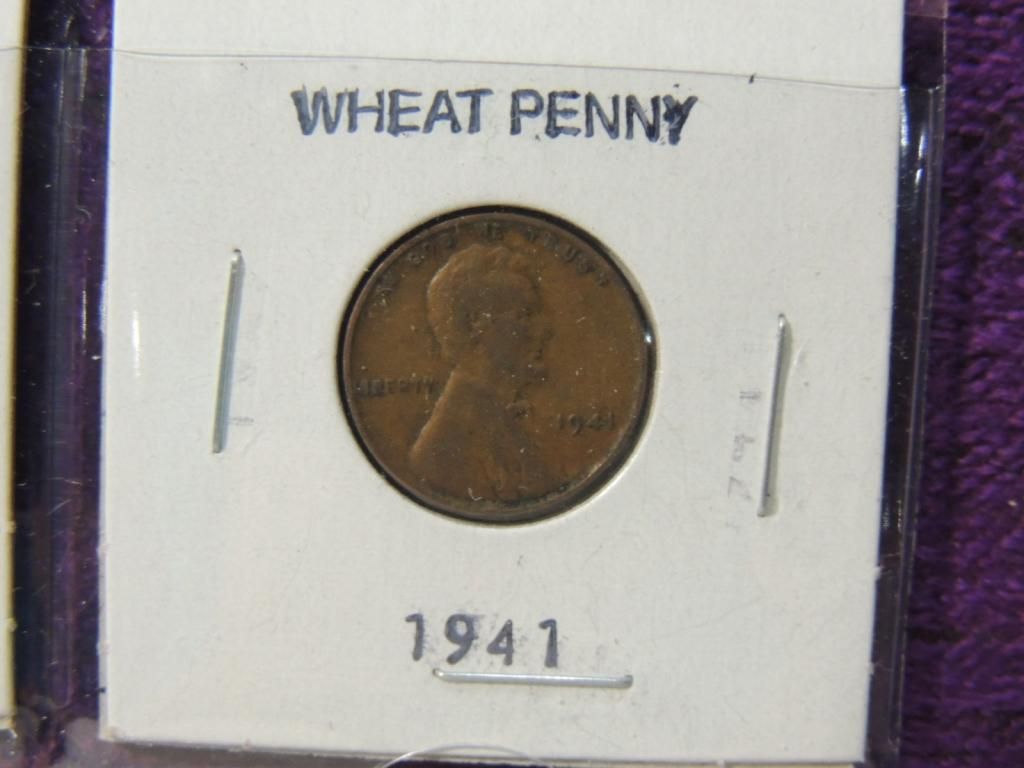 WHEAT PENNY
IN GOD WE TRUST
LIBERTY
1941
1941